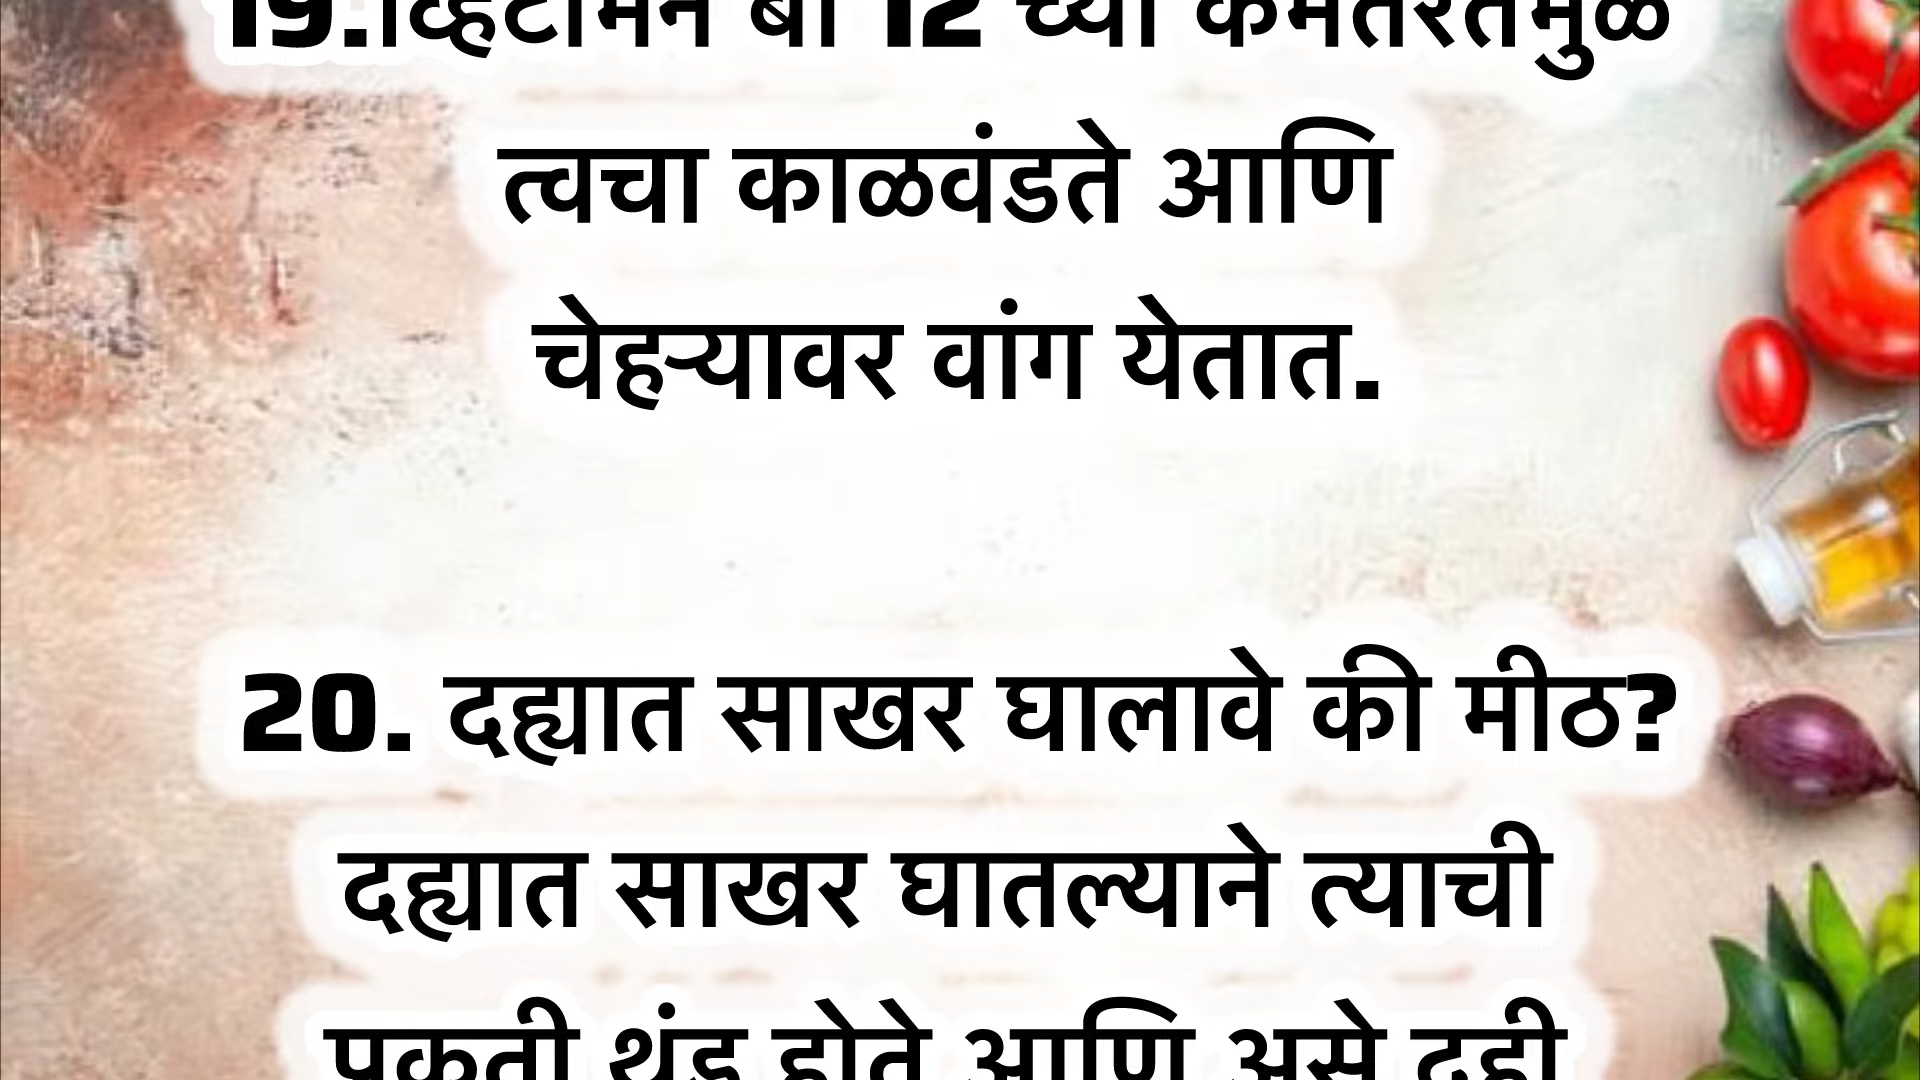 19.व्हिटामिन बी 12 च्या कमतरतेमुळे
त्वचा काळवंडते आणि
चेहऱ्यावर वांग येतात.
20. दह्यात साखर घालावे की मीठ?
दह्यात साखर घातल्याने त्याची
प्रकृती थंड होते आणि असे दही